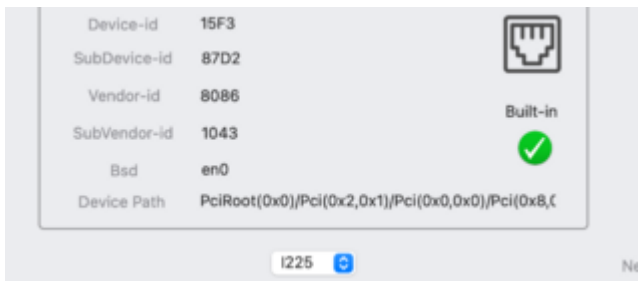 Device-id 15F3
SubDevice-id 87D2
Vendor-id 8086
Built-in
SubVendor-id 1043
Bsd en0
Device Path PciRoot(0x0)/Pci(0x2,0x1)/Pci(0x0,0x0)/Pci(0x8,0
I225